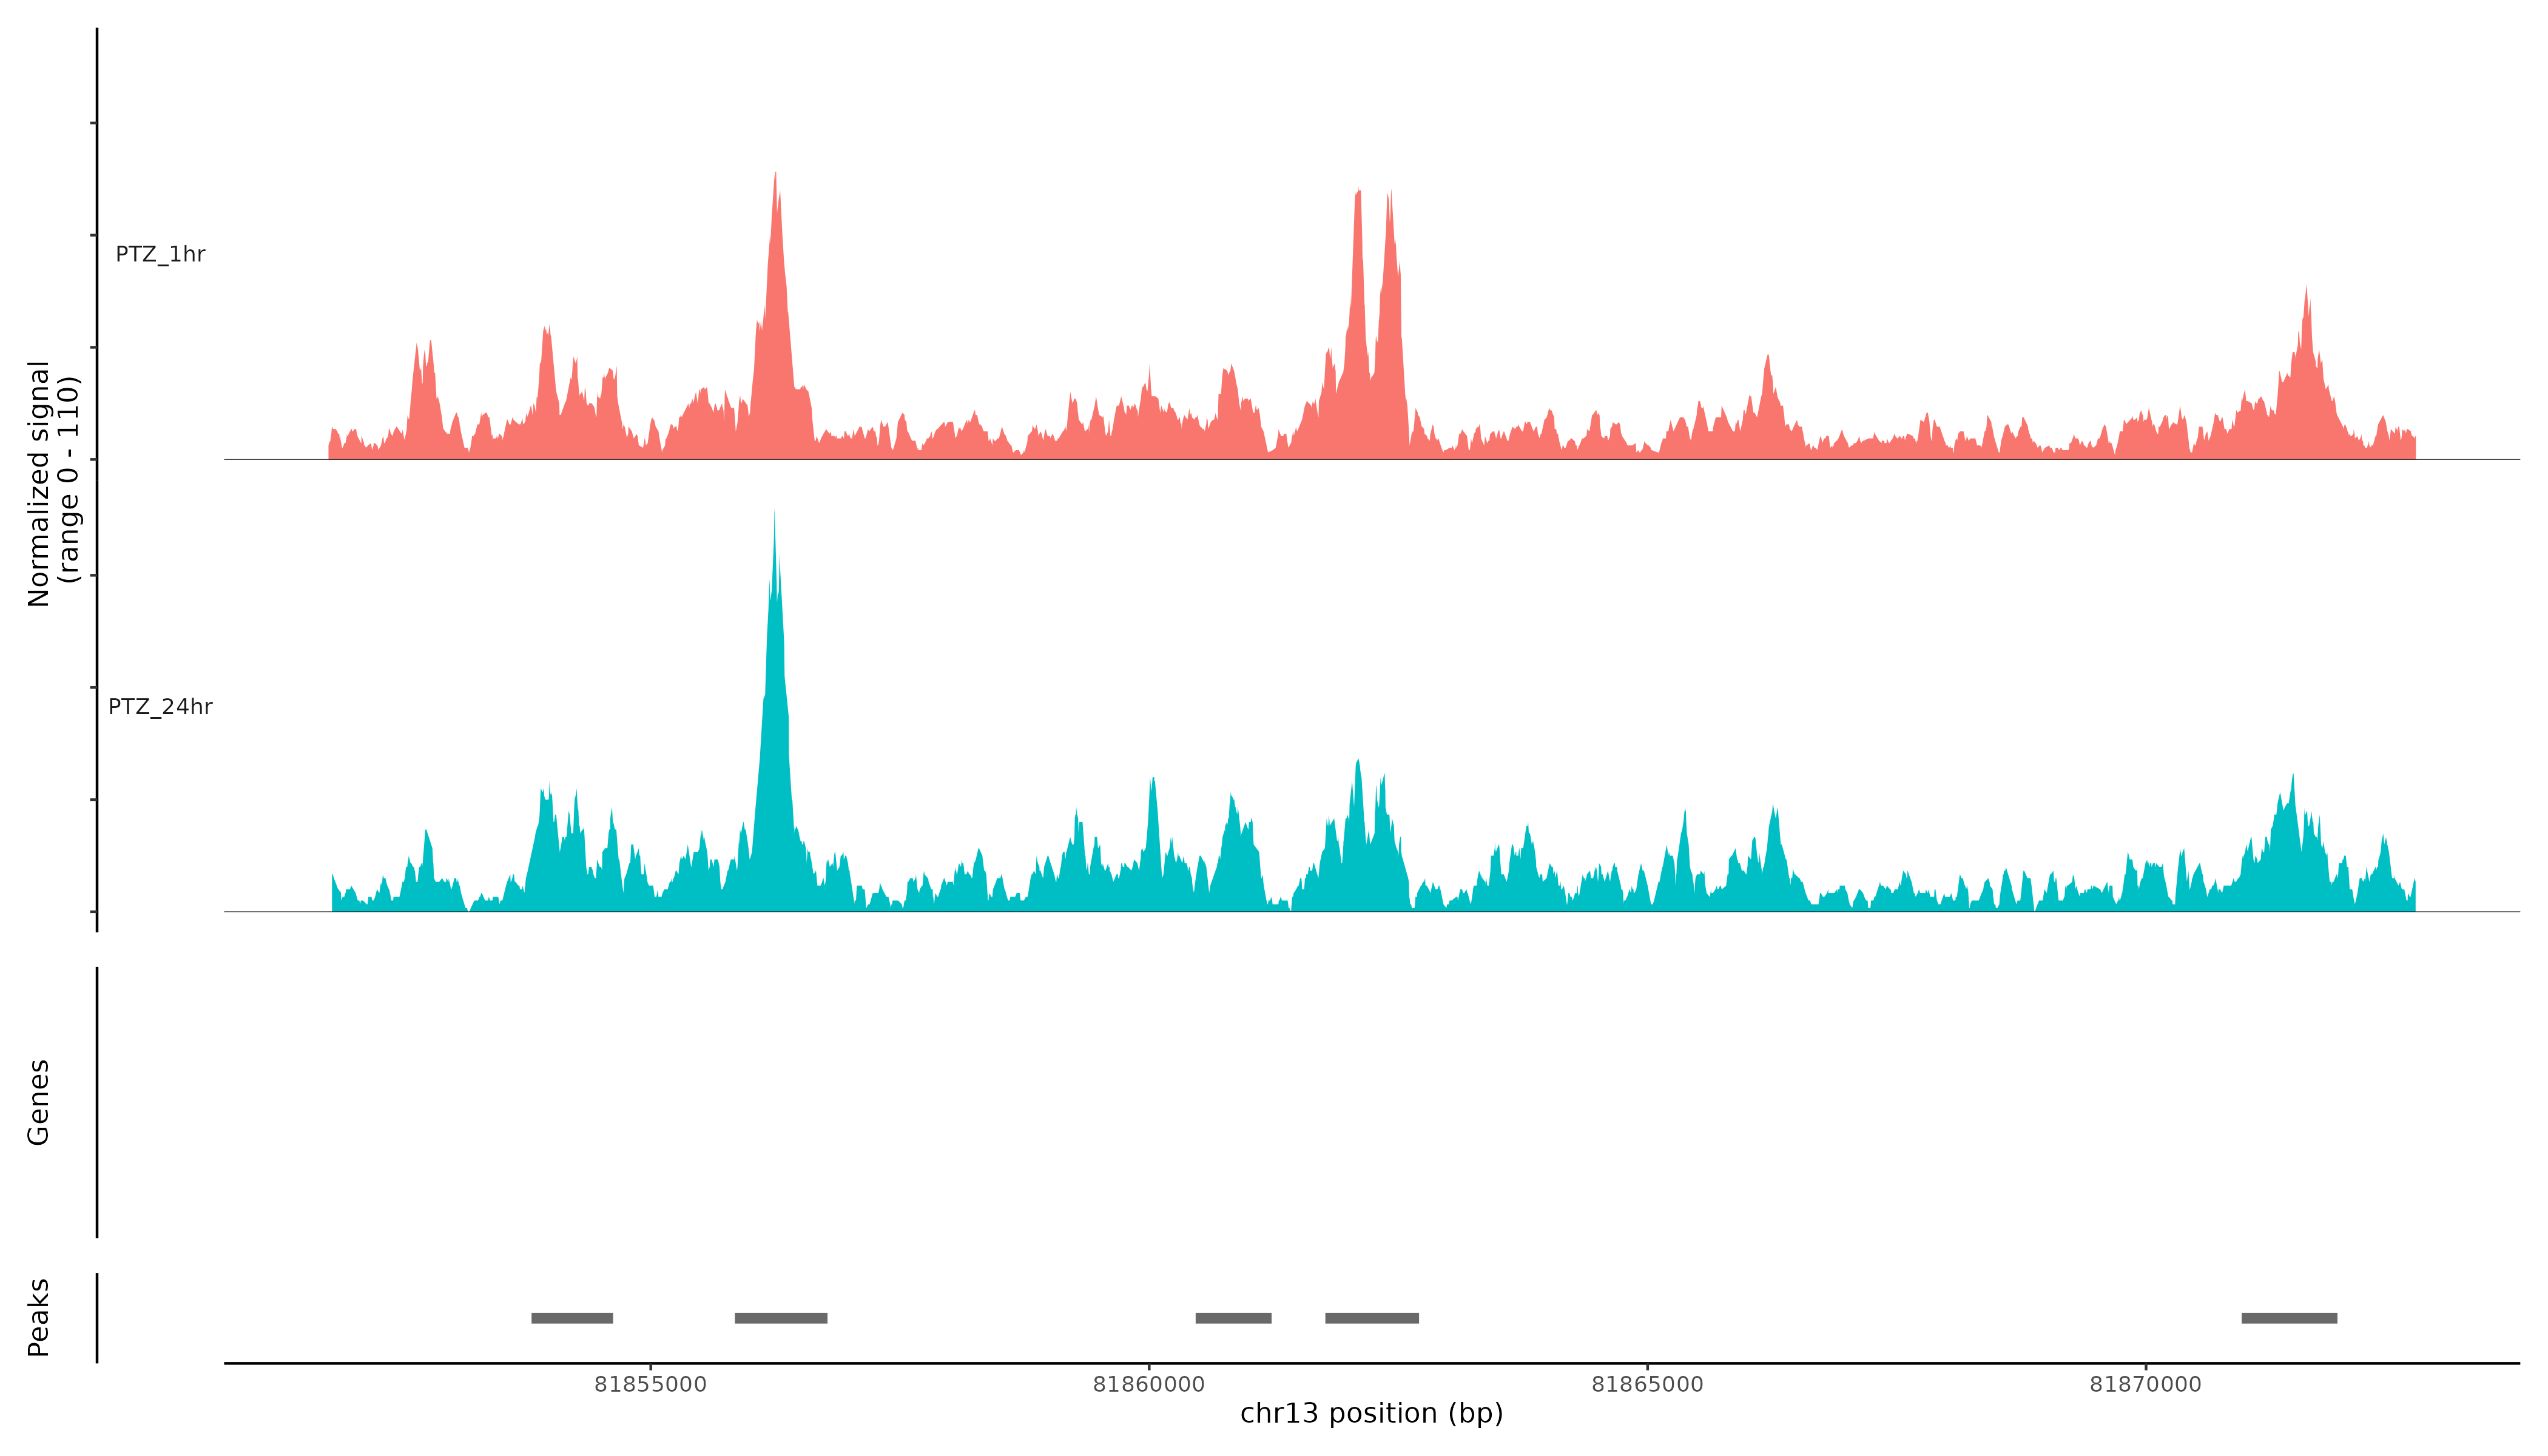 Normalized signal
(range 0 - 110)
PTZ_1hr
PTZ_24hr
Genes
Peaks
81855000 81860000 81865000 81870000
chr13 position (bp)